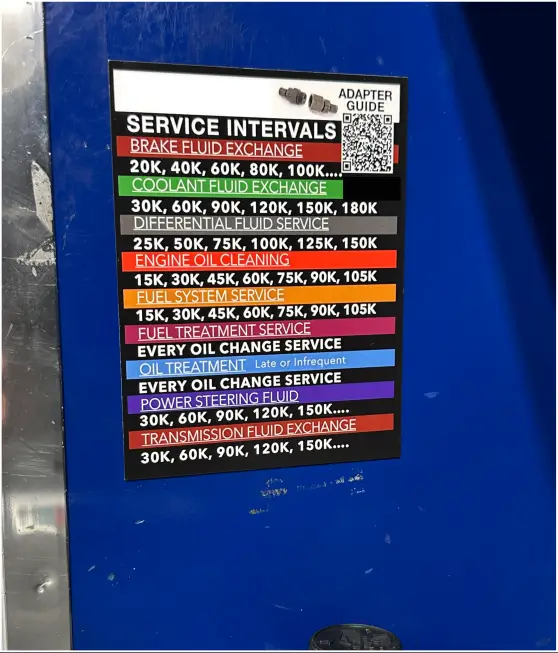 ADAPTER
GUIDE
SERVICE INTERVALS
BRAKE FLUID EXCHANGE
20K, 40K, 60K, 80K, 100K....
COOLANT FLUID EXCHANGE
30K, 60K, 90K, 120K, 150K, 180K
DIFFERENTIAL FLUID SERVICE
25K, 50K, 75K, 100K, 125K, 150K
ENGINE OIL CLEANING
15K, 30K, 45K, 60K, 75K, 90K, 105K
FUEL SYSTEM SERVICE
15K, 30K, 45K, 60K, 75K, 90K, 105K
FUEL TREATMENT SERVICE
EVERY OIL CHANGE SERVICE
OIL TREATMENT Late or Infrequent
EVERY OIL CHANGE SERVICE
POWER STEERING FLUID
30K, 60K, 90K, 120K, 150K....
TRANSMISSION FLUID EXCHANGE
30K, 60K, 90K, 120K, 150K....